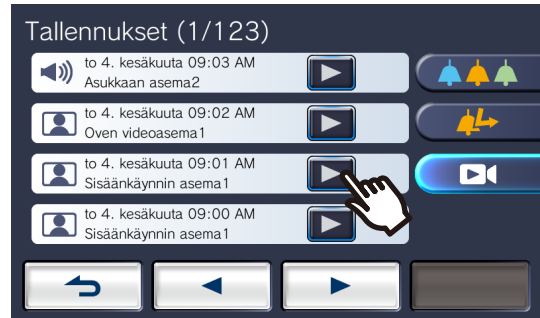 Tallennukset (1/123)
to 4. kesäkuuta 09:03 AM
Asukkaan asema2
to 4. kesäkuuta 09:02 AM
Oven videoasema1
to 4. kesäkuuta 09:01 AM
Sisäänkäynnin asema1
to 4. kesäkuuta 09:00 AM
Sisäänkäynnin asema1